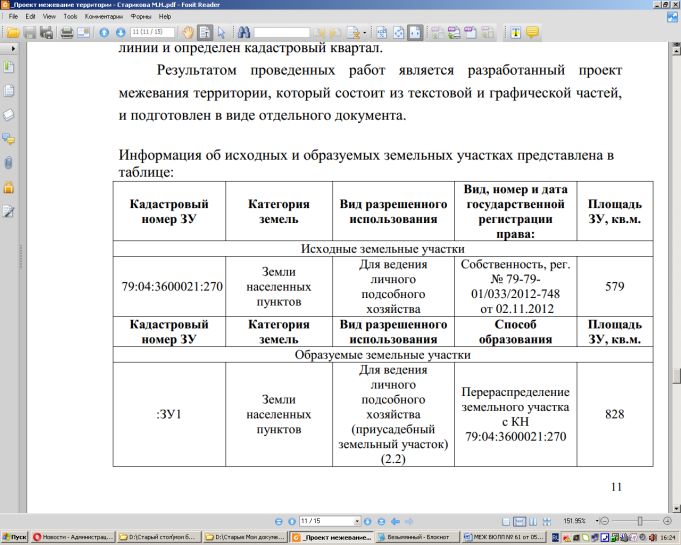 _Проект межевание территории - Старикова М.Н.pdf - Foxit Reader
File Edit View Tools Комментарии Формы Help
11 (11 / 15)
линии и определен кадастровый квартал.
Результатом проведенных работ является разработанный проект
межевания территории, который состоит из текстовой и графической частей,
и подготовлен в виде отдельного документа.
Информация об исходных и образуемых земельных участках представлена в
таблице:
Кадастровый номер ЗУ Категория земель Вид разрешенного использования Вид, номер и дата государственной регистрации права: Площадь ЗУ, кв.м.
Исходные земельные участки
79:04:3600021:270 Земли населенных пунктов Для ведения личного подсобного хозяйства Собственность, рег. № 79-79-01/033/2012-748 от 02.11.2012 579
Кадастровый номер ЗУ Категория земель Вид разрешенного использования Способ образования Площадь ЗУ, кв.м.
Образуемые земельные участки
:ЗУ1 Земли населенных пунктов Для ведения личного подсобного хозяйства (приусадебный земельный участок) (2.2) Перераспределение земельного участка с КН 79:04:3600021:270 828
11
11 / 15 151.95%
Пуск Новости - Администрац... D:\Старый стол\мои Б... D:\Старые Мои докуме... _Проект межевание... Безымянный - Блокнот МЕЖ БЮЛЛ № 61 от 05... RL 16:24